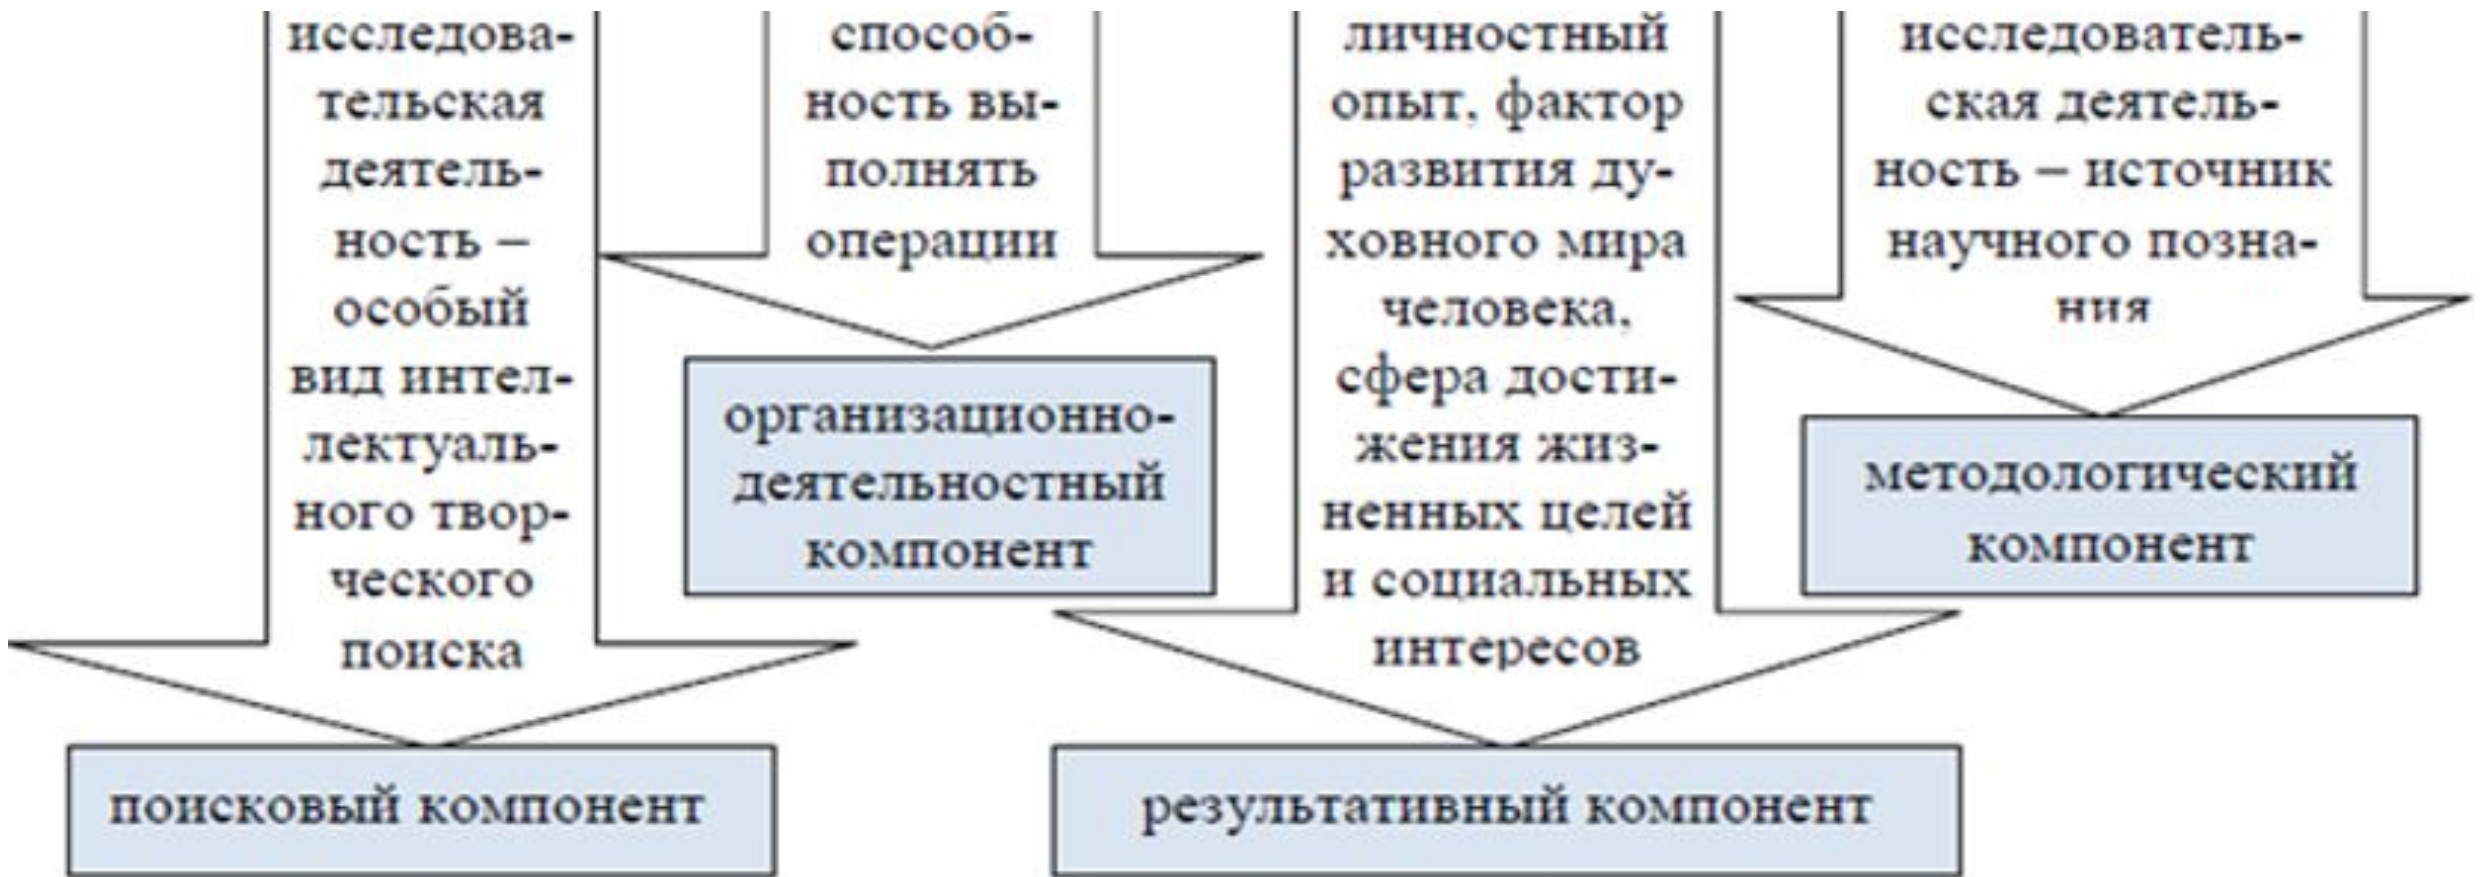 исследова-
тельская
деятель-
ность –
особый
вид интел-
лектуаль-
ного твор-
ческого
поиска
поисковый компонент
способ-
ность вы-
полнять
операции
организационно-
деятельностный
компонент
личностный
опыт, фактор
развития ду-
ховного мира
человека,
сфера дости-
жения жиз-
ненных целей
и социальных
интересов
результативный компонент
исследователь-
ская деятель-
ность – источник
научного позна-
ния
методологический
компонент